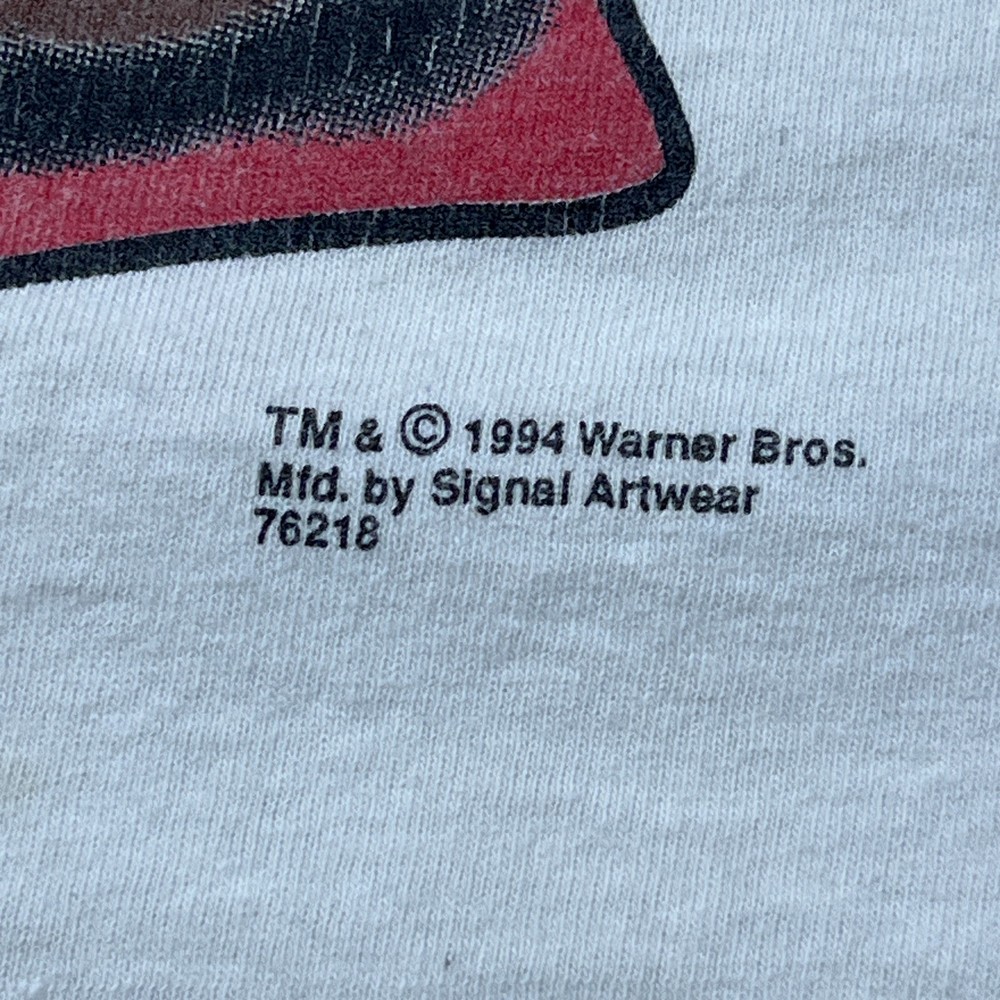 TM & © 1994 Warner Bros.
Mfd. by Signal Artwear
76218